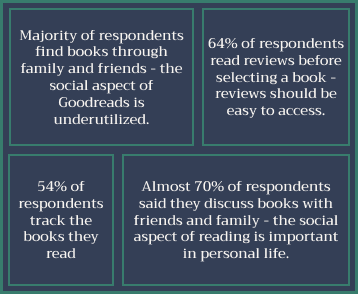 Majority of respondents
find books through
family and friends - the
social aspect of
Goodreads is
underutilized.
64% of respondents
read reviews before
selecting a book -
reviews should be
easy to access.
54% of
respondents
track the
books they
read
Almost 70% of respondents
said they discuss books with
friends and family - the social
aspect of reading is important
in personal life.